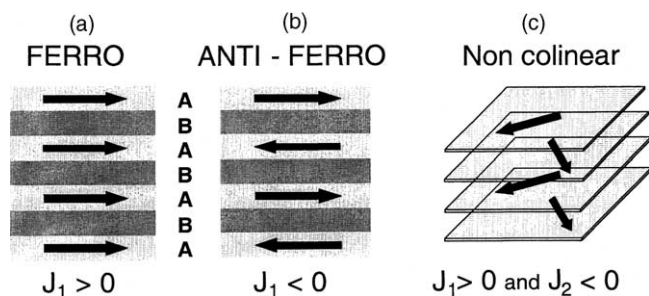 (a)
FERRO
(b)
ANTI - FERRO
(c)
Non colinear
A
B
A
B
A
B
A
J₁ > 0
J₁ < 0
J₁> 0 and J₂ < 0